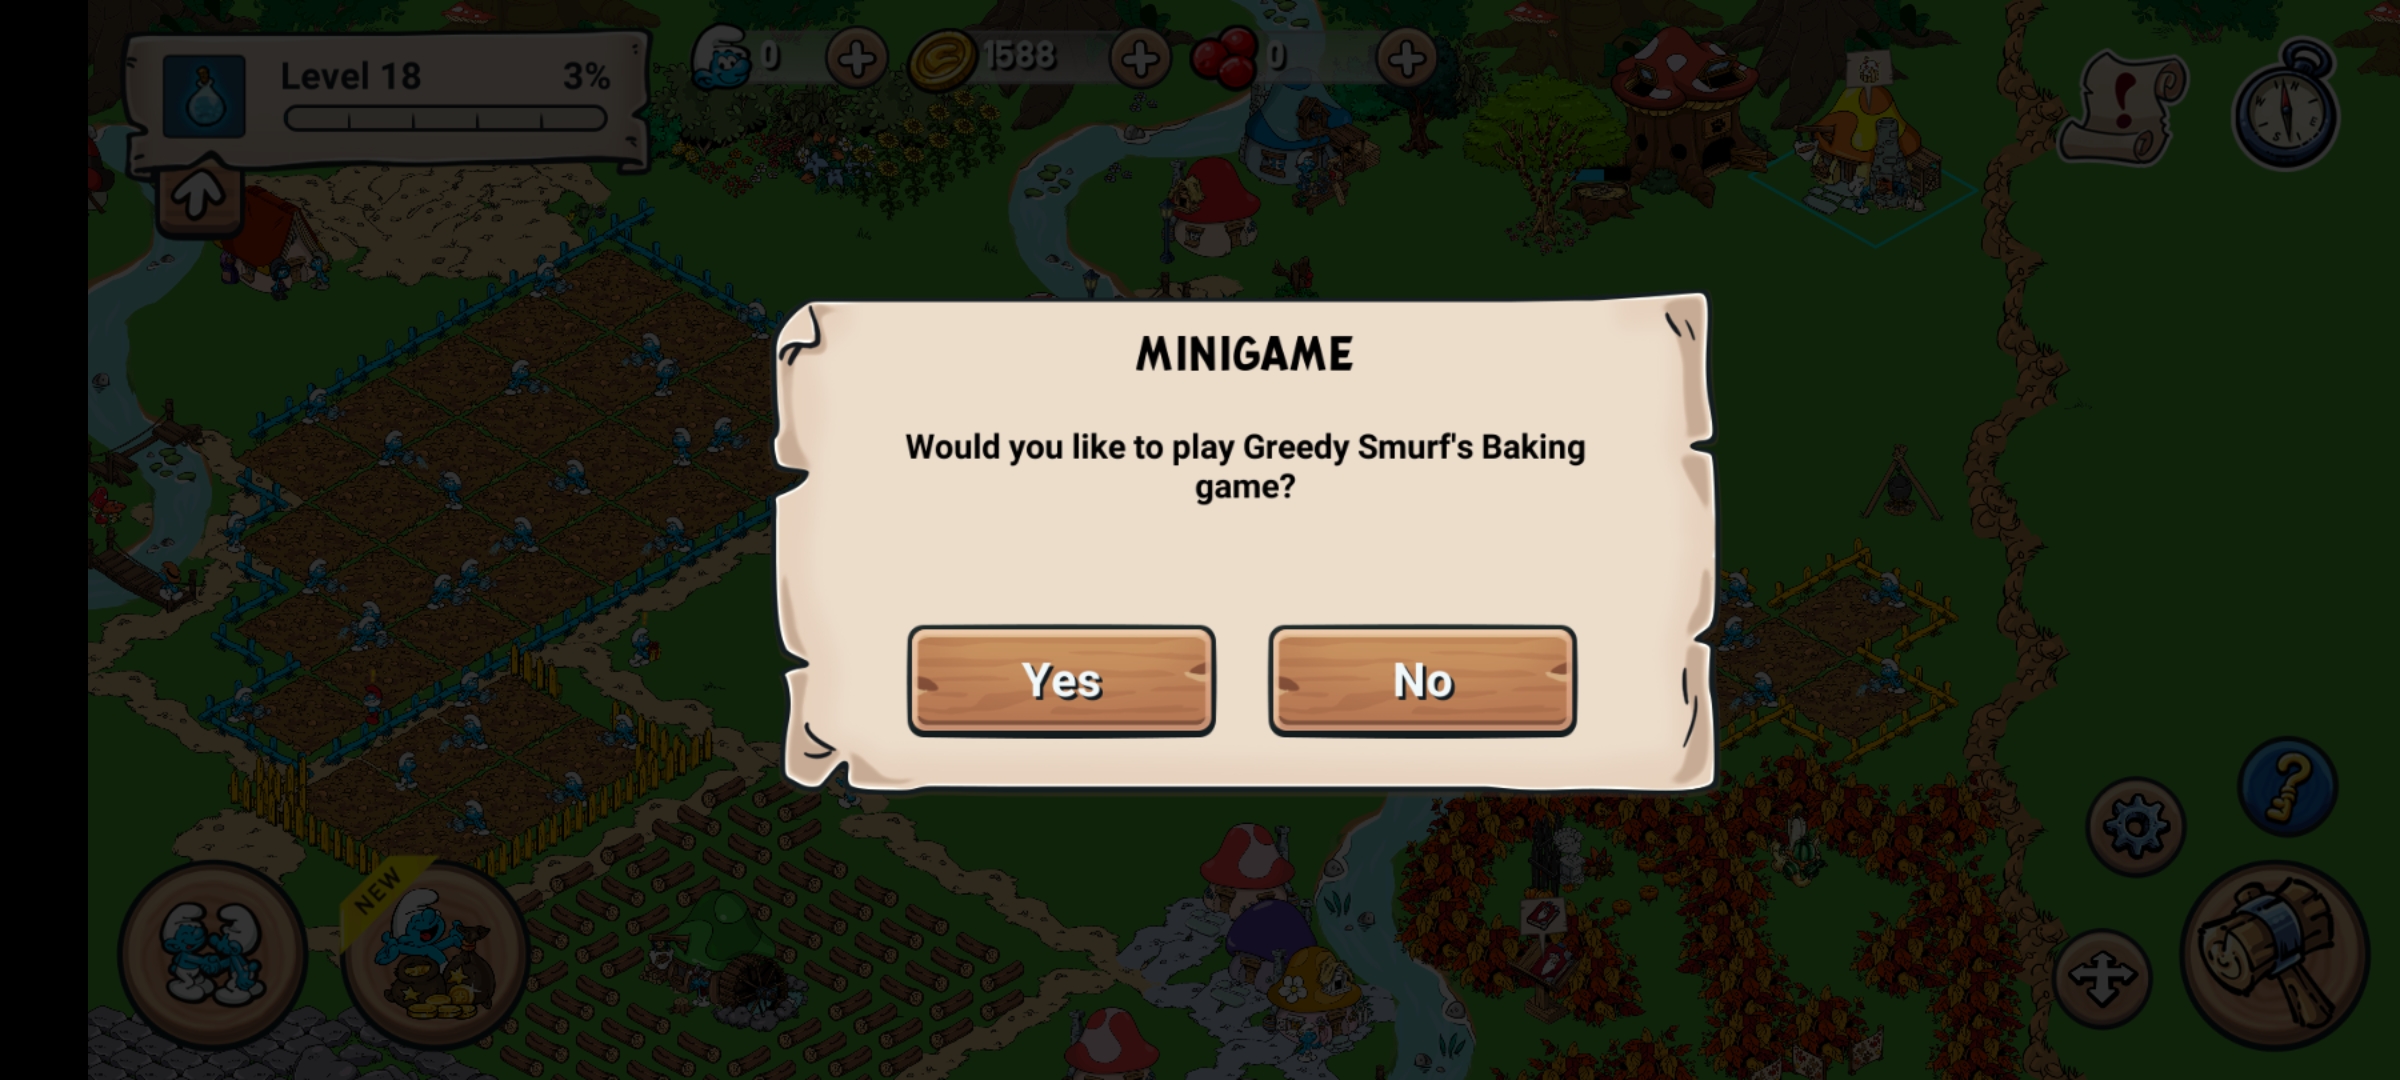 Level 18 3%
0
1588
0
MINIGAME
Would you like to play Greedy Smurf's Baking
game?
Yes
No
NEW